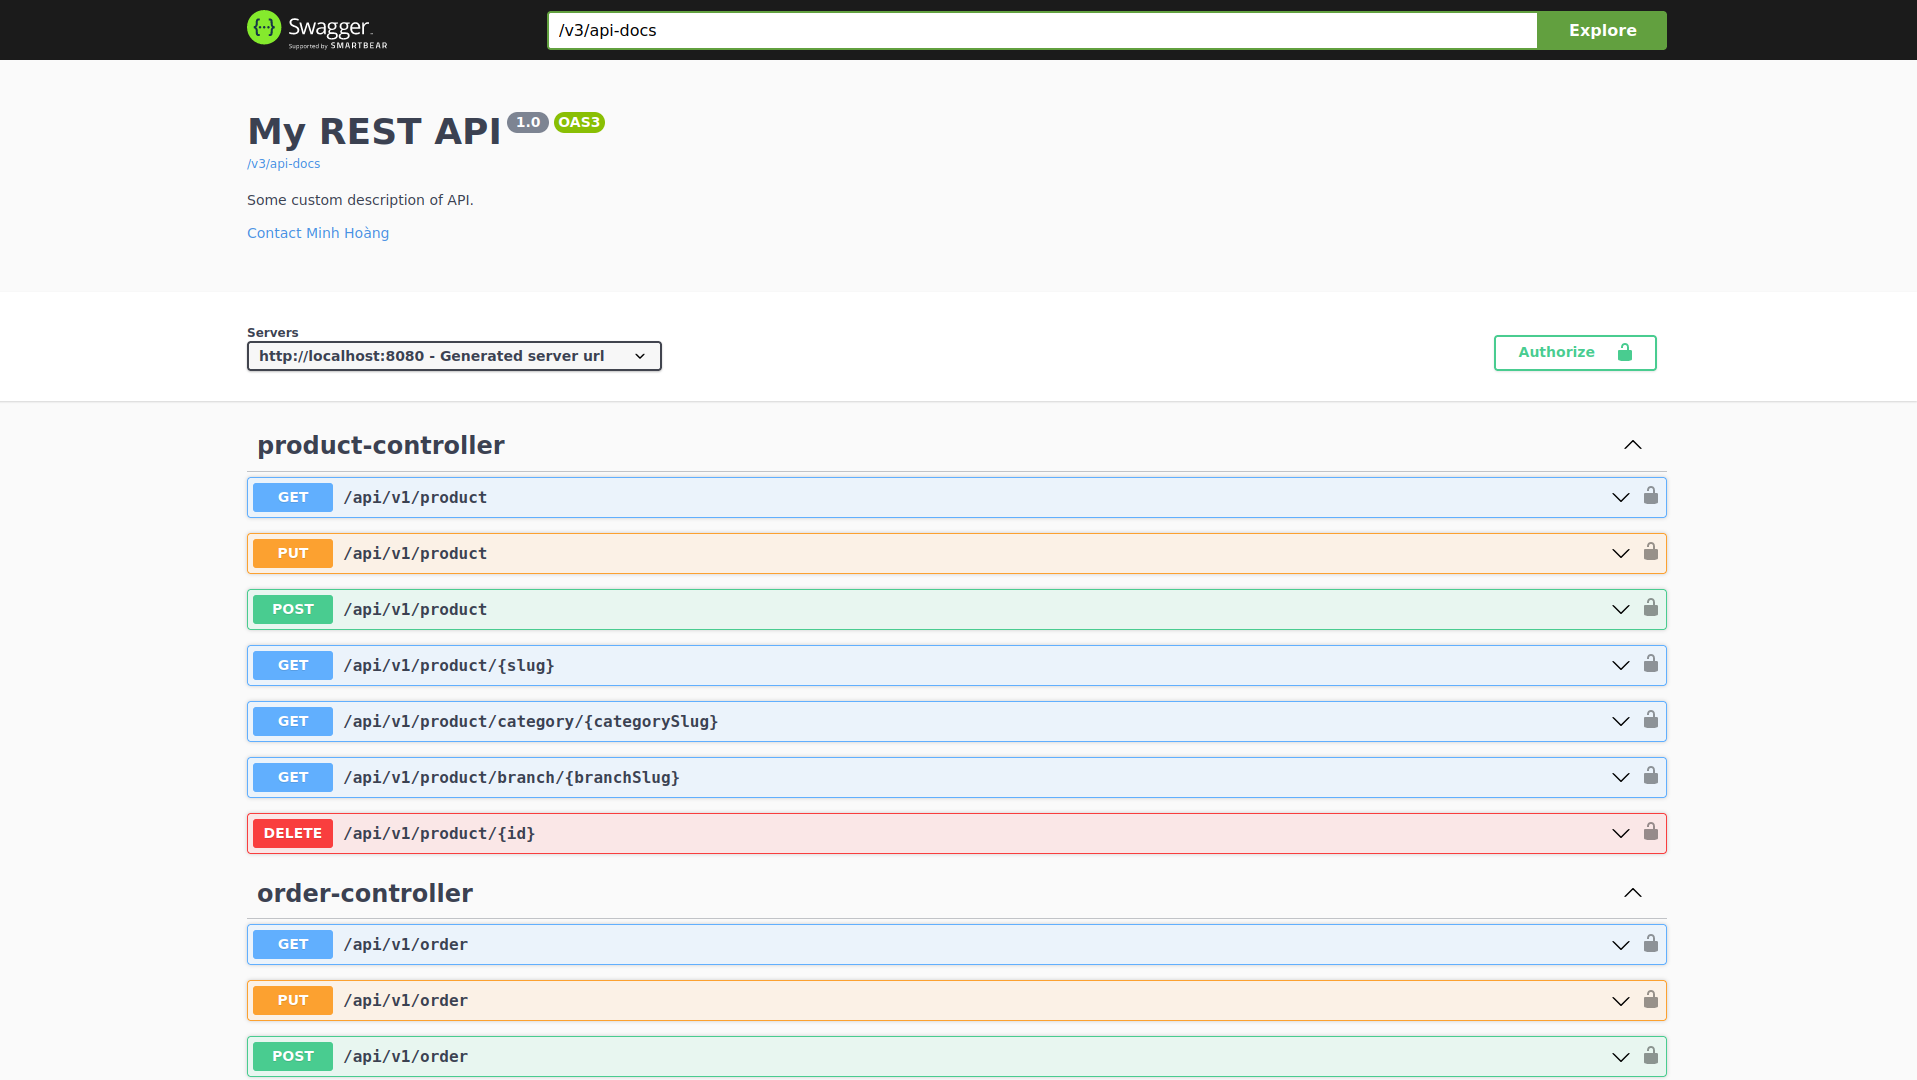 Swagger.
Supported by SMARTBEAR
/v3/api-docs
Explore
My REST API 1.0 OAS3
/v3/api-docs
Some custom description of API.
Contact Minh Hoàng
Servers
http://localhost:8080 - Generated server url
Authorize
product-controller
GET /api/v1/product
PUT /api/v1/product
POST /api/v1/product
GET /api/v1/product/{slug}
GET /api/v1/product/category/{categorySlug}
GET /api/v1/product/branch/{branchSlug}
DELETE /api/v1/product/{id}
order-controller
GET /api/v1/order
PUT /api/v1/order
POST /api/v1/order